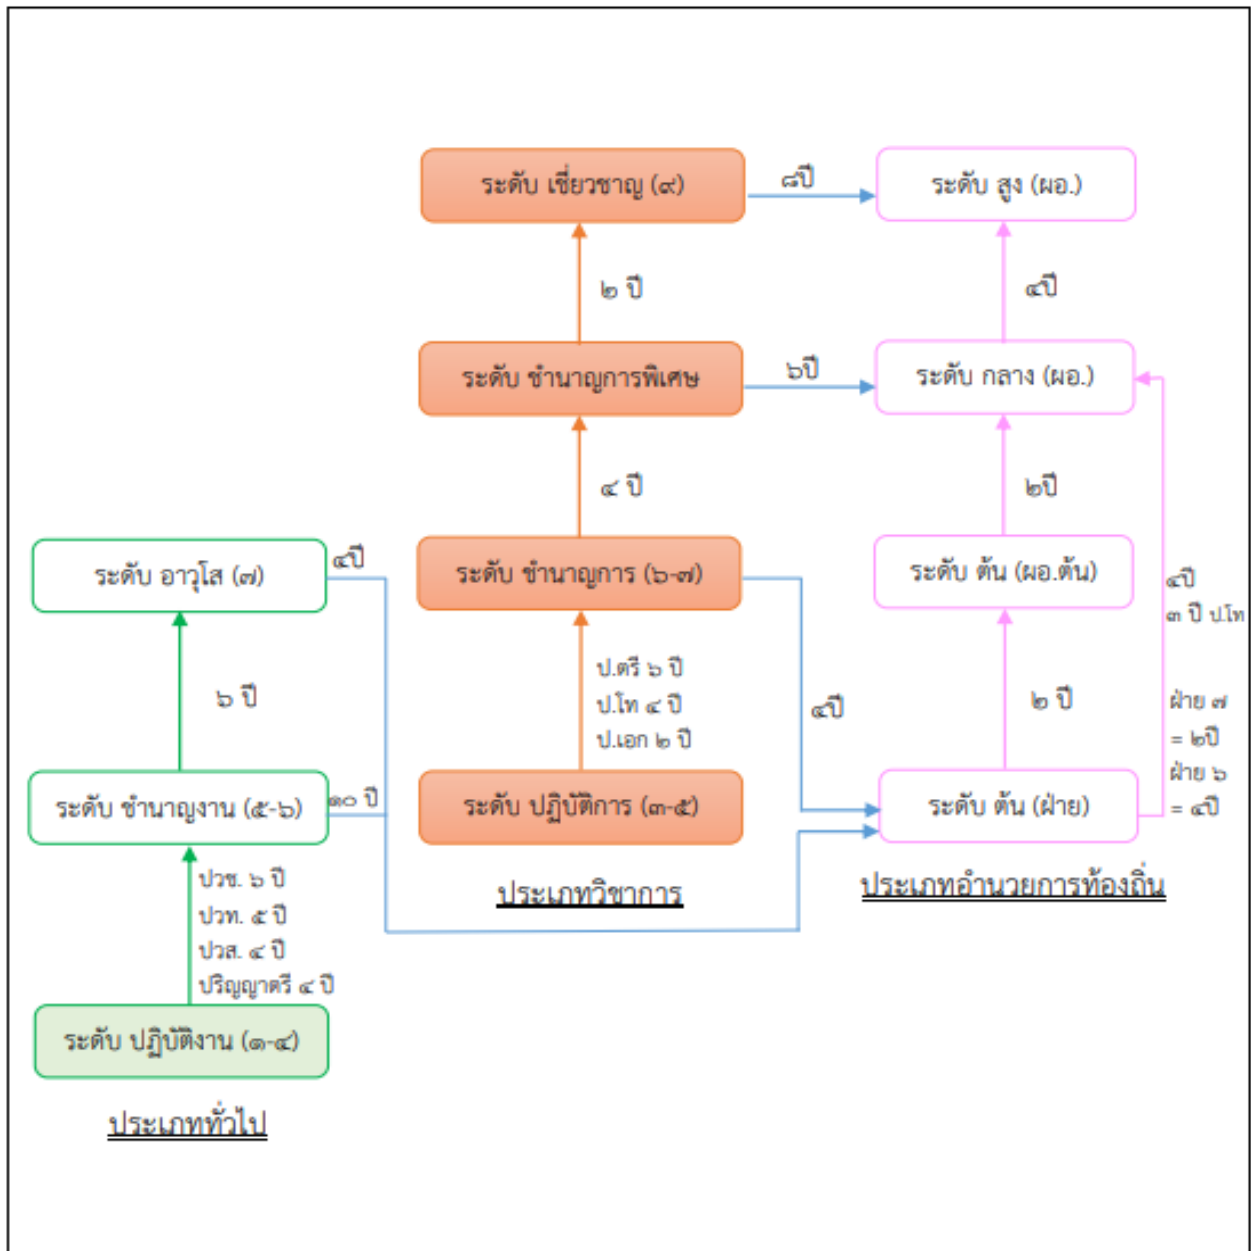 ระดับ เชี่ยวชาญ (๙)
๘ปี
ระดับ สูง (ผอ.)
๒ ปี
๔ปี
ระดับ ชำนาญการพิเศษ
๖ปี
ระดับ กลาง (ผอ.)
๔ ปี
๒ปี
ระดับ อาวุโส (๗)
๔ปี
ระดับ ชำนาญการ (๖-๗)
ระดับ ต้น (ผอ.ต้น)
๔ปี
๓ ปี ป.โท
๖ ปี
ป.ตรี ๖ ปี
ป.โท ๔ ปี
ป.เอก ๒ ปี
๔ปี
๒ ปี
ฝ่าย ๗
= ๒ปี
ฝ่าย ๖
= ๔ปี
ระดับ ชำนาญงาน (๕-๖)
๑๐ ปี
ระดับ ปฏิบัติการ (๓-๕)
ระดับ ต้น (ฝ่าย)
ประเภทวิชาการ
ประเภทอำนวยการท้องถิ่น
ปวช. ๖ ปี
ปวท. ๕ ปี
ปวส. ๔ ปี
ปริญญาตรี ๔ ปี
ระดับ ปฏิบัติงาน (๑-๔)
ประเภททั่วไป